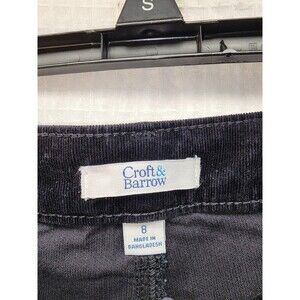 S
Croft&
Barrow
8
MADE IN
BANGLADESH